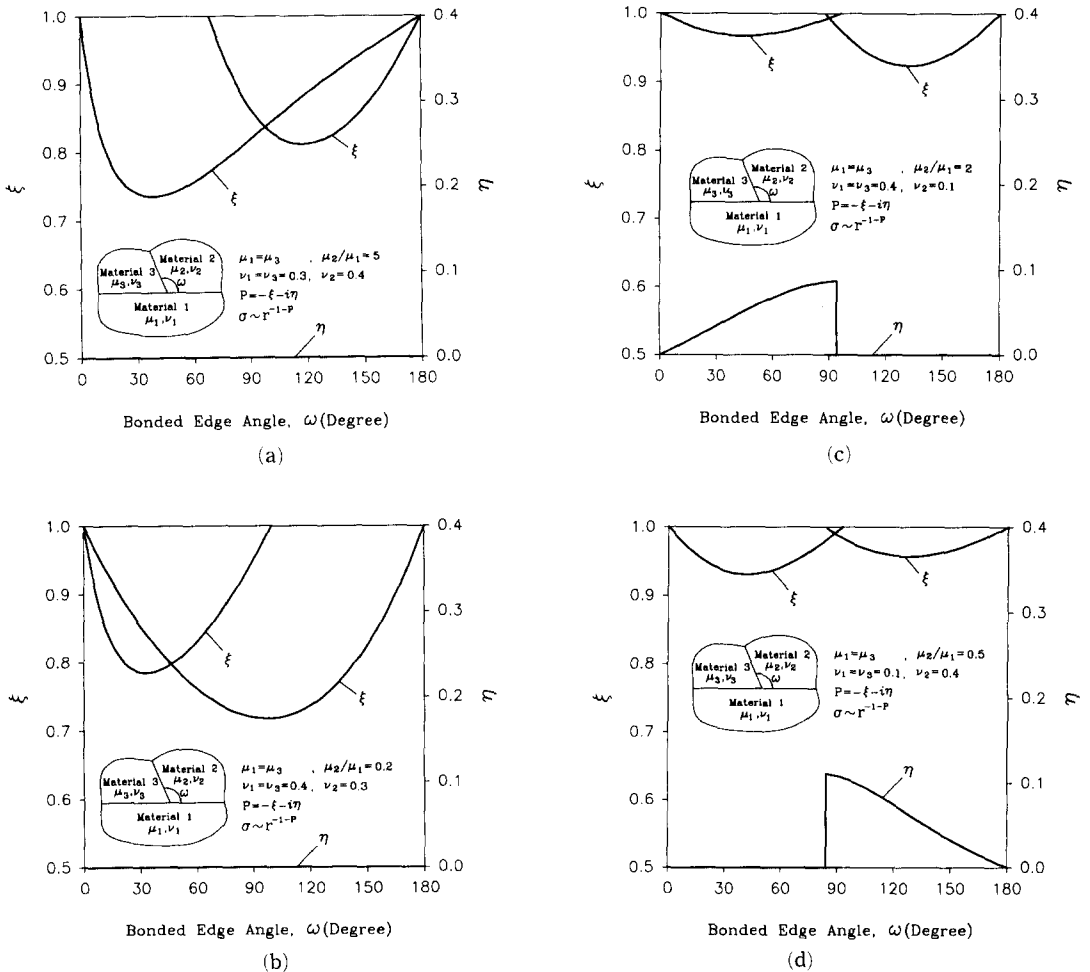 1.0
0.9
0.8
0.7
0.6
0.5
ξ
0.4
0.3
0.2
0.1
0.0
η
0 30 60 90 120 150 180
ξ
ξ
η
Material 3
μ₃,ν₃
Material 2
μ₂,ν₂
ω
Material 1
μ₁,ν₁
μ₁=μ₃ , μ₂/μ₁=5
ν₁=ν₃=0.3, ν₂=0.4
P=-ξ-iη
σ~r⁻¹⁻ᴾ
Bonded Edge Angle, ω(Degree)
(a)
1.0
0.9
0.8
0.7
0.6
0.5
ξ
0.4
0.3
0.2
0.1
0.0
η
0 30 60 90 120 150 180
ξ
ξ
η
Material 3
μ₃,ν₃
Material 2
μ₂,ν₂
ω
Material 1
μ₁,ν₁
μ₁=μ₃ , μ₂/μ₁=0.2
ν₁=ν₃=0.4, ν₂=0.3
P=-ξ-iη
σ~r⁻¹⁻ᴾ
Bonded Edge Angle, ω(Degree)
(b)
1.0
0.9
0.8
0.7
0.6
0.5
ξ
0.4
0.3
0.2
0.1
0.0
η
0 30 60 90 120 150 180
ξ
ξ
η
Material 3
μ₃,ν₃
Material 2
μ₂,ν₂
ω
Material 1
μ₁,ν₁
μ₁=μ₃ , μ₂/μ₁=2
ν₁=ν₃=0.4, ν₂=0.1
P=-ξ-iη
σ~r⁻¹⁻ᴾ
Bonded Edge Angle, ω(Degree)
(c)
1.0
0.9
0.8
0.7
0.6
0.5
ξ
0.4
0.3
0.2
0.1
0.0
η
0 30 60 90 120 150 180
ξ
ξ
η
Material 3
μ₃,ν₃
Material 2
μ₂,ν₂
ω
Material 1
μ₁,ν₁
μ₁=μ₃ , μ₂/μ₁=0.5
ν₁=ν₃=0.1, ν₂=0.4
P=-ξ-iη
σ~r⁻¹⁻ᴾ
Bonded Edge Angle, ω(Degree)
(d)